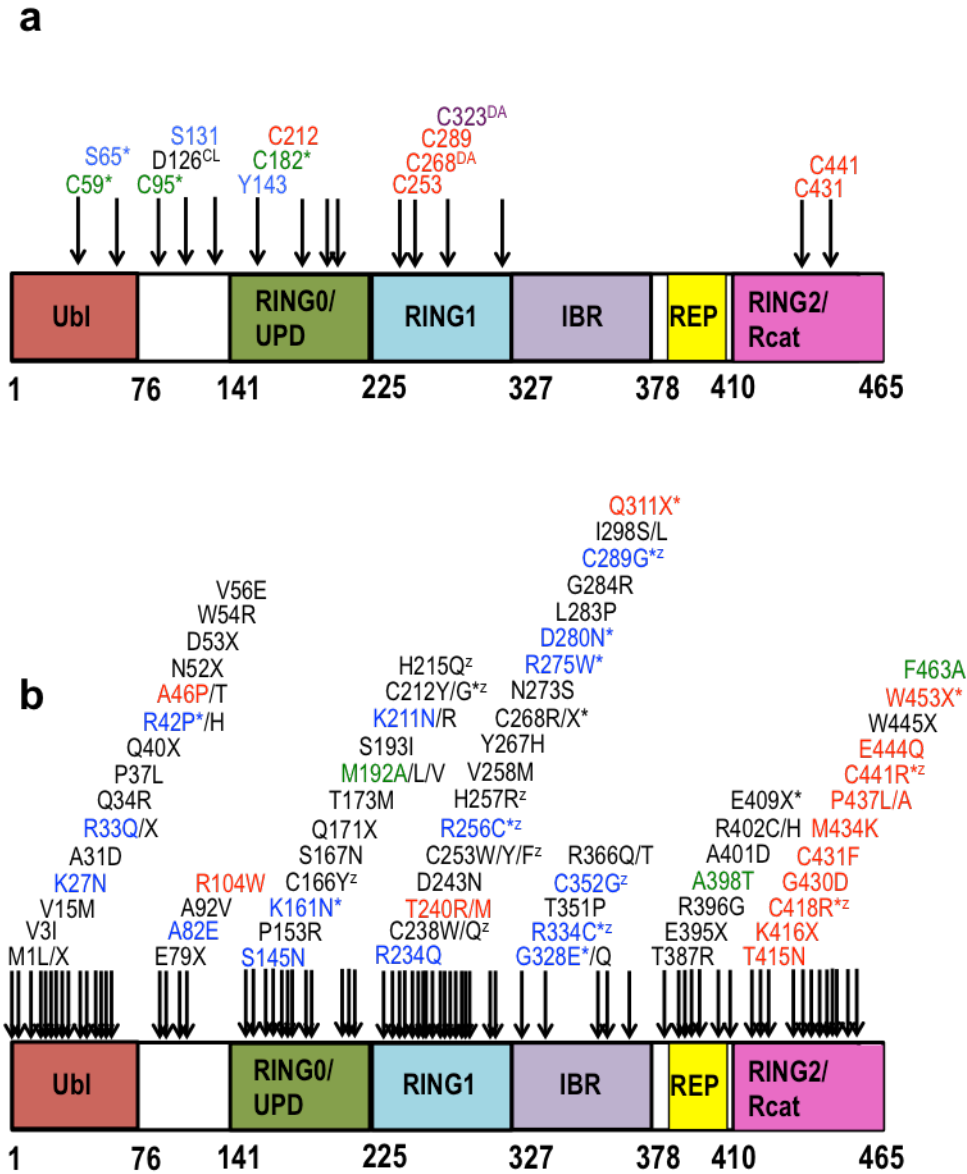 a
C323ᴰᴬ
S131 C212 C289
S65* D126ᶜᴸ C182* C268ᴰᴬ C441
C59* C95* Y143 C253 C431
UbI RING0/ RING1 IBR REP RING2/
UPD Rcat
1 76 141 225 327 378 410 465
Q311X*
I298S/L
C289G*ᶻ
V56E G284R
W54R L283P
D53X D280N*
N52X H215Qᶻ R275W* F463A
b A46P/T C212Y/G*ᶻ N273S W453X*
R42P*/H K211N/R C268R/X* W445X
Q40X S193I Y267H E444Q
P37L M192A/L/V V258M C441R*ᶻ
Q34R T173M H257Rᶻ E409X* P437L/A
R33Q/X Q171X R256C*ᶻ R402C/H M434K
A31D S167N C253W/Y/Fᶻ R366Q/T A401D C431F
K27N R104W C166Yᶻ D243N C352Gᶻ A398T G430D
V15M A92V K161N* T240R/M T351P R396G C418R*ᶻ
V3I A82E P153R C238W/Qᶻ R334C*ᶻ E395X K416X
M1L/X E79X S145N R234Q G328E*/Q T387R T415N
UbI RING0/ RING1 IBR REP RING2/
UPD Rcat
1 76 141 225 327 378 410 465